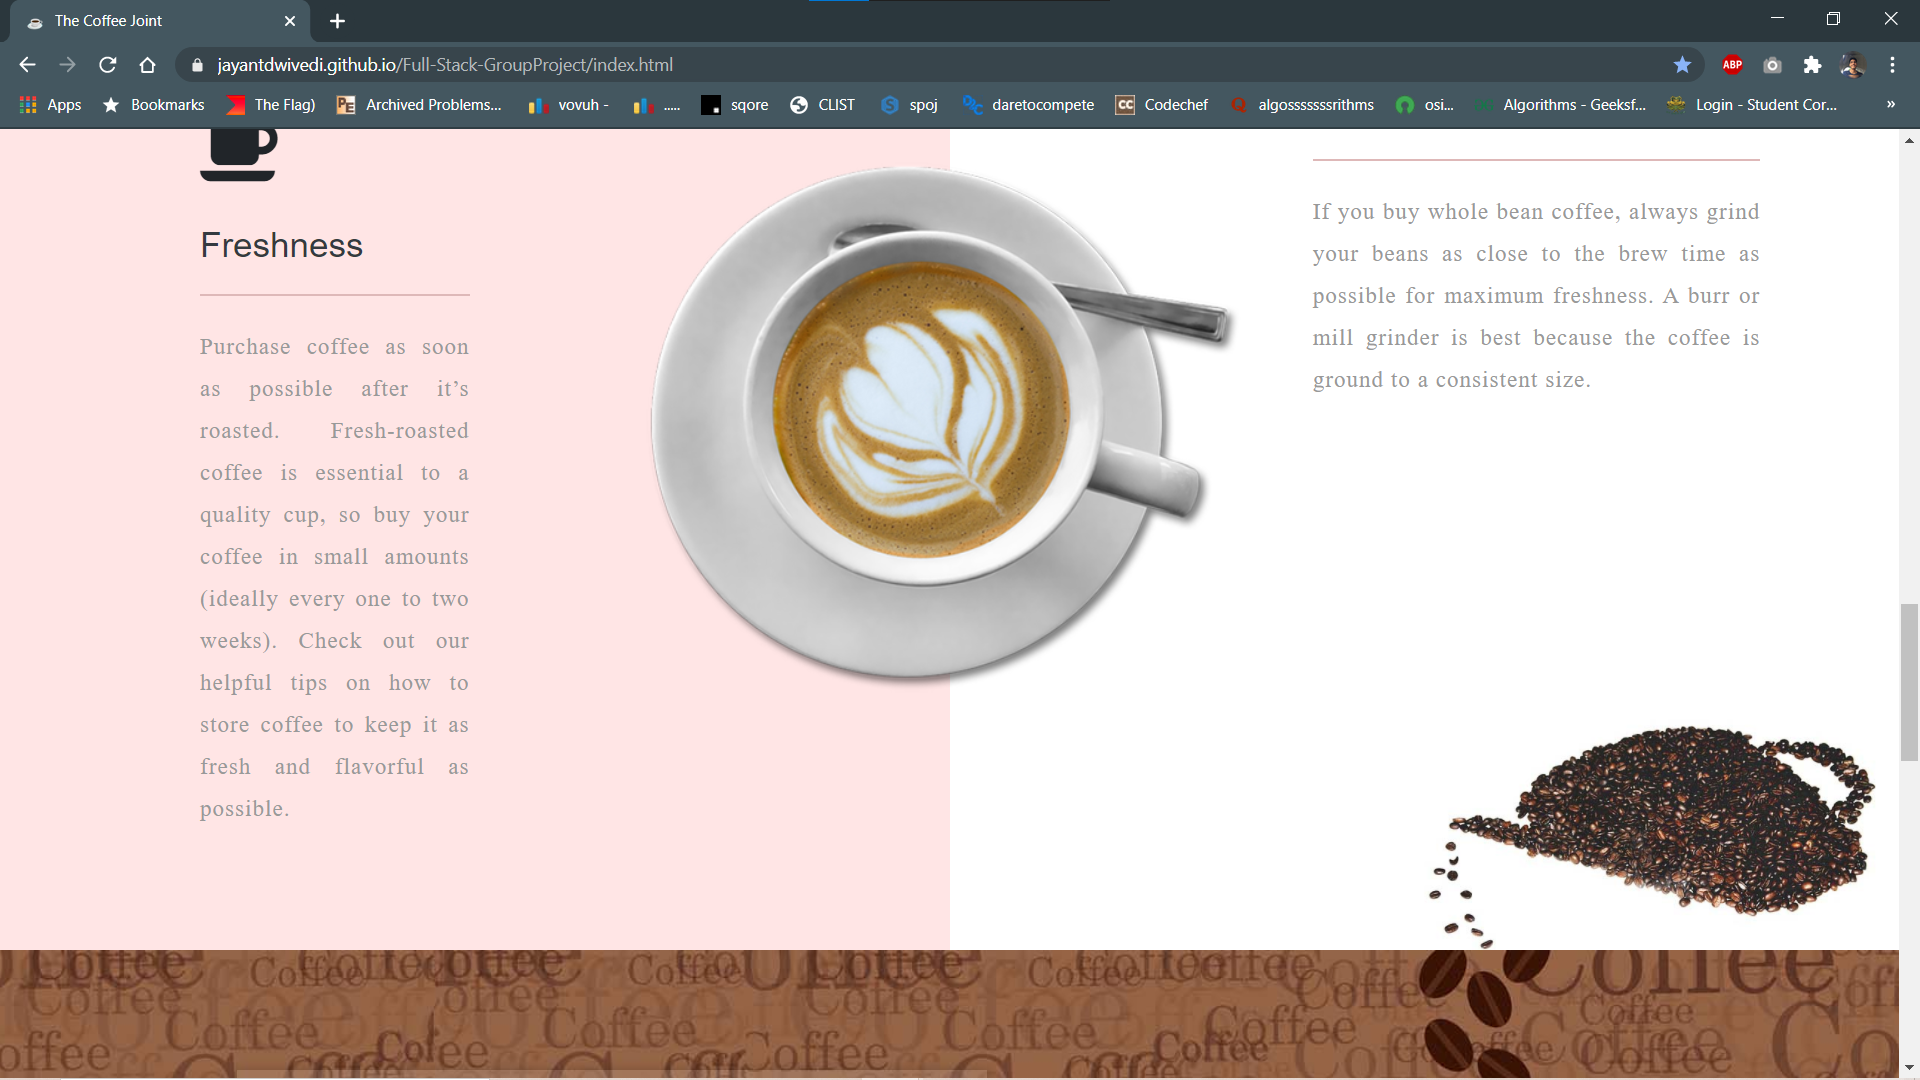 The Coffee Joint
jayantdwivedi.github.io/Full-Stack-GroupProject/index.html
ABP
Apps Bookmarks The Flag) PE Archived Problems... vovuh - ..... sqore CLIST S spoj daretocompete CC Codechef Q algosssssssrithms osi... Algorithms - Geeksf... Login - Student Cor... »
Freshness
Purchase coffee as soon
as possible after it’s
roasted. Fresh-roasted
coffee is essential to a
quality cup, so buy your
coffee in small amounts
(ideally every one to two
weeks). Check out our
helpful tips on how to
store coffee to keep it as
fresh and flavorful as
possible.
If you buy whole bean coffee, always grind
your beans as close to the brew time as
possible for maximum freshness. A burr or
mill grinder is best because the coffee is
ground to a consistent size.
Coffee Coffee Coffee Coffee Coffee Coffee
Coffee Coffee Coffee Coffee Coffee
Coffee Coffee Coffee Coffee Coffee